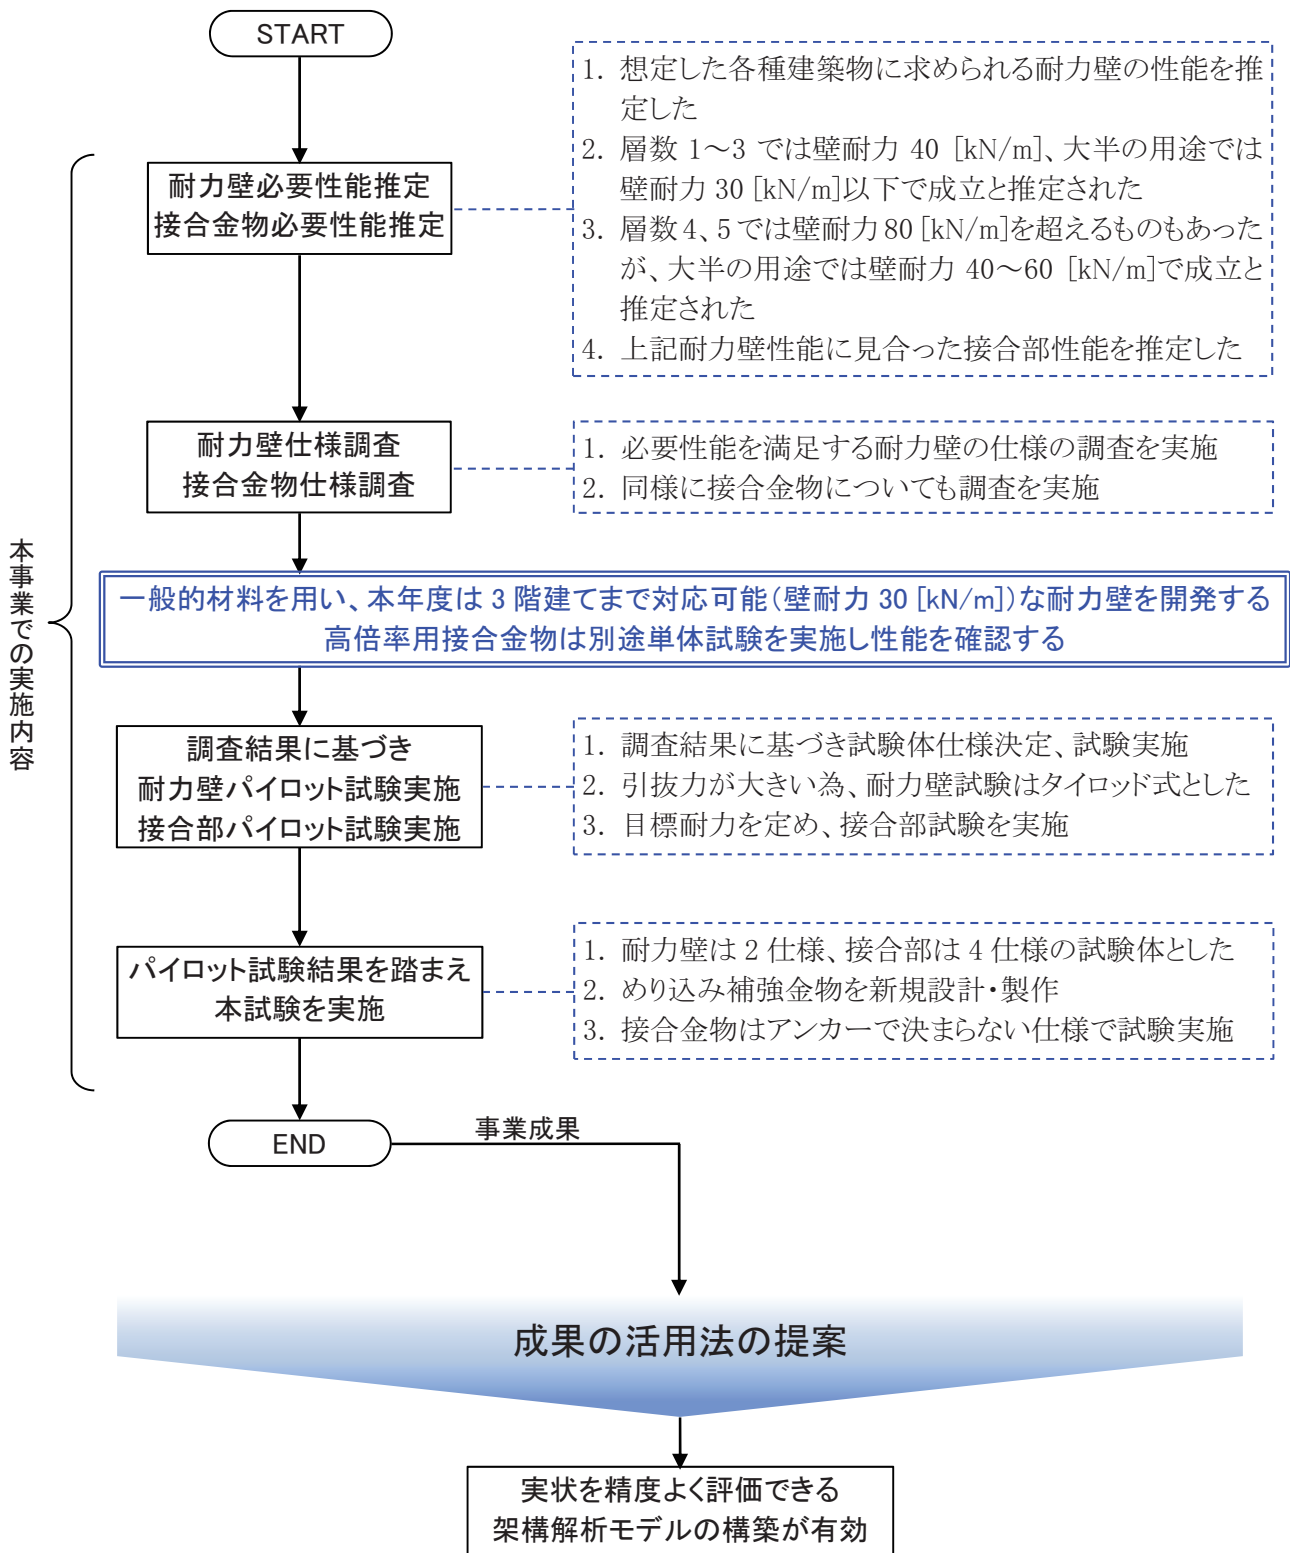 START
1. 想定した各種建築物に求められる耐力壁の性能を推
定した
2. 層数 1～3 では壁耐力 40 [kN/m]、大半の用途では
壁耐力 30 [kN/m]以下で成立と推定された
3. 層数 4、5 では壁耐力 80 [kN/m]を超えるものもあった
が、大半の用途では壁耐力 40～60 [kN/m]で成立と
推定された
4. 上記耐力壁性能に見合った接合部性能を推定した
耐力壁必要性能推定
接合金物必要性能推定
耐力壁仕様調査
接合金物仕様調査
1. 必要性能を満足する耐力壁の仕様の調査を実施
2. 同様に接合金物についても調査を実施
本事業での実施内容
一般的材料を用い、本年度は 3 階建てまで対応可能（壁耐力 30 [kN/m]）な耐力壁を開発する
高倍率用接合金物は別途単体試験を実施し性能を確認する
調査結果に基づき
耐力壁パイロット試験実施
接合部パイロット試験実施
1. 調査結果に基づき試験体仕様決定、試験実施
2. 引抜力が大きい為、耐力壁試験はタイロッド式とした
3. 目標耐力を定め、接合部試験を実施
パイロット試験結果を踏まえ
本試験を実施
1. 耐力壁は 2 仕様、接合部は 4 仕様の試験体とした
2. めり込み補強金物を新規設計・製作
3. 接合金物はアンカーで決まらない仕様で試験実施
END
事業成果
成果の活用法の提案
実状を精度よく評価できる
架構解析モデルの構築が有効